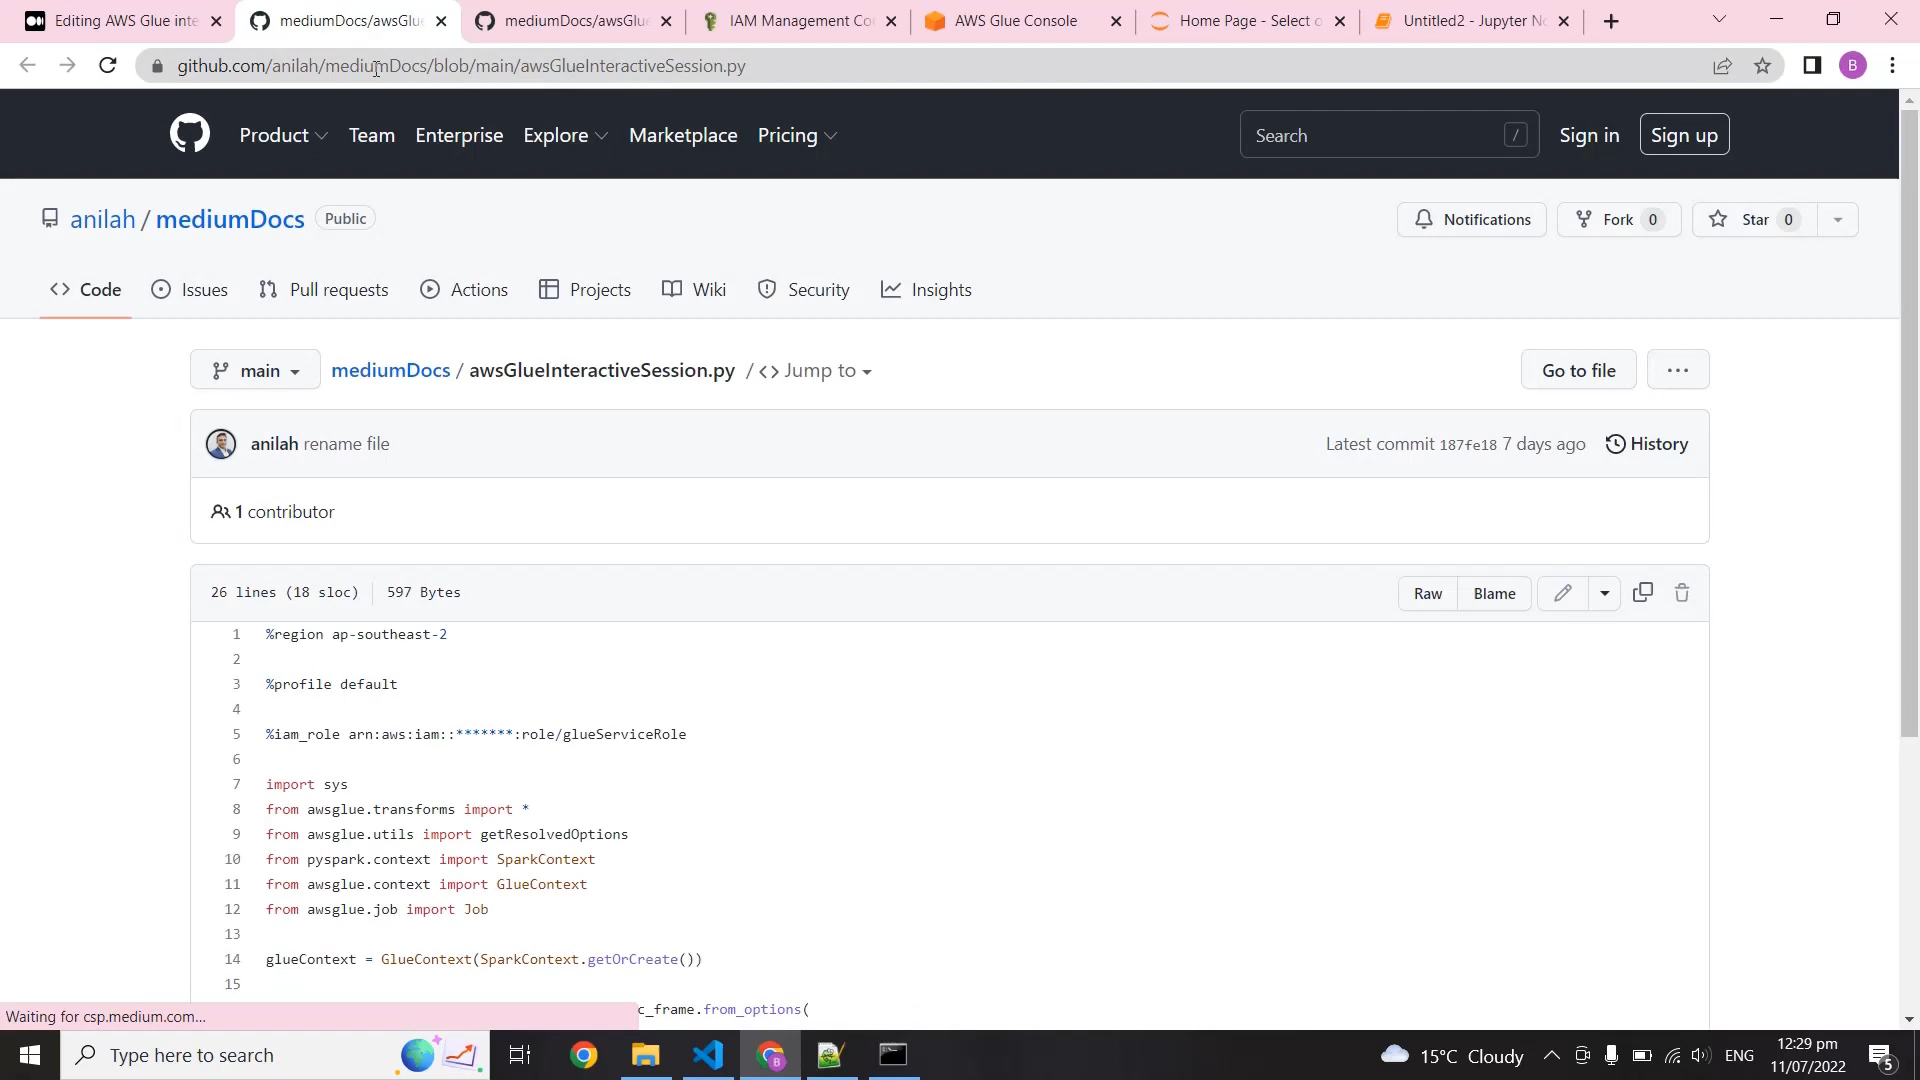 Editing AWS Glue inte
mediumDocs/awsGlue
mediumDocs/awsGlue
IAM Management Co
AWS Glue Console
Home Page - Select o
Untitled2 - Jupyter No
github.com/anilah/mediumDocs/blob/main/awsGlueInteractiveSession.py
B
Product
Team
Enterprise
Explore
Marketplace
Pricing
Search /
Sign in
Sign up
anilah / mediumDocs Public
Notifications
Fork 0
Star 0
Code
Issues
Pull requests
Actions
Projects
Wiki
Security
Insights
main
mediumDocs / awsGlueInteractiveSession.py / <> Jump to
Go to file
...
anilah rename file
Latest commit 187fe18 7 days ago
History
1 contributor
26 lines (18 sloc) 597 Bytes
Raw
Blame
1 %region ap-southeast-2
2
3 %profile default
4
5 %iam_role arn:aws:iam::*******:role/glueServiceRole
6
7 import sys
8 from awsglue.transforms import *
9 from awsglue.utils import getResolvedOptions
10 from pyspark.context import SparkContext
11 from awsglue.context import GlueContext
12 from awsglue.job import Job
13
14 glueContext = GlueContext(SparkContext.getOrCreate())
15
c_frame.from_options(
Waiting for csp.medium.com...
Type here to search
B
15°C Cloudy
ENG
12:29 pm
11/07/2022
5